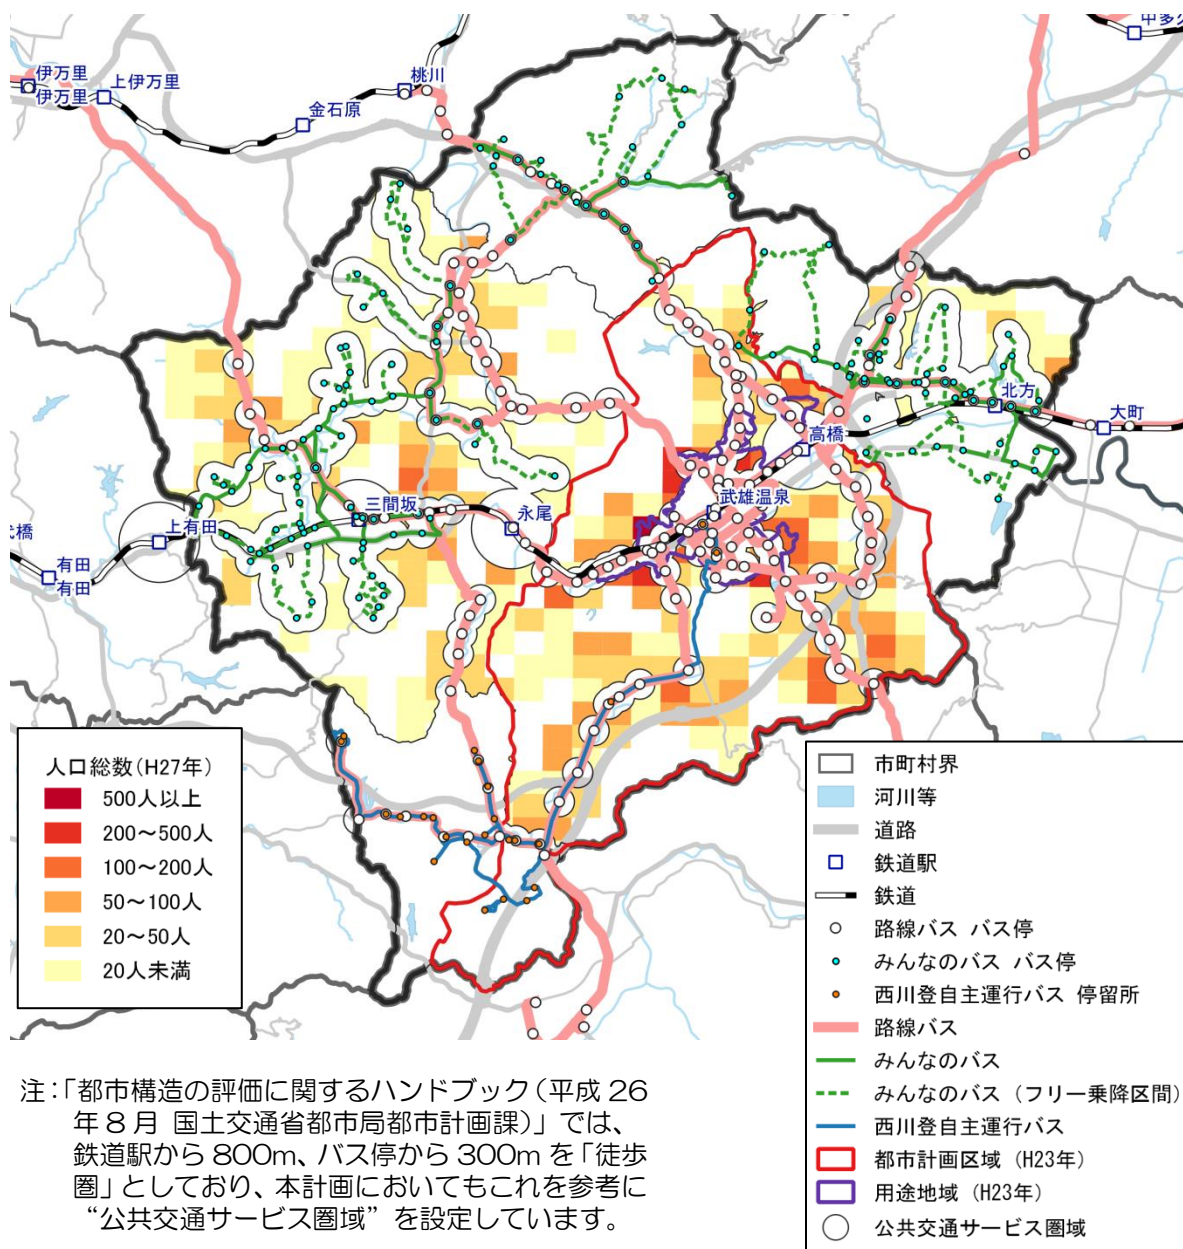 中多久
桃川
伊万里
伊万里
上伊万里
金石原
北方
大町
高橋
武雄温泉
三間坂
永尾
上有田
橋
有田
有田
人口総数(H27年)
500人以上
200～500人
100～200人
50～100人
20～50人
20人未満
市町村界
河川等
道路
鉄道駅
鉄道
路線バス バス停
みんなのバス バス停
西川登自主運行バス 停留所
路線バス
みんなのバス
みんなのバス (フリー乗降区間)
西川登自主運行バス
都市計画区域 (H23年)
用途地域 (H23年)
公共交通サービス圏域
注:「都市構造の評価に関するハンドブック(平成 26
年8月 国土交通省都市局都市計画課)」では、
鉄道駅から 800m、バス停から 300m を「徒歩
圏」としており、本計画においてもこれを参考に
“公共交通サービス圏域” を設定しています。